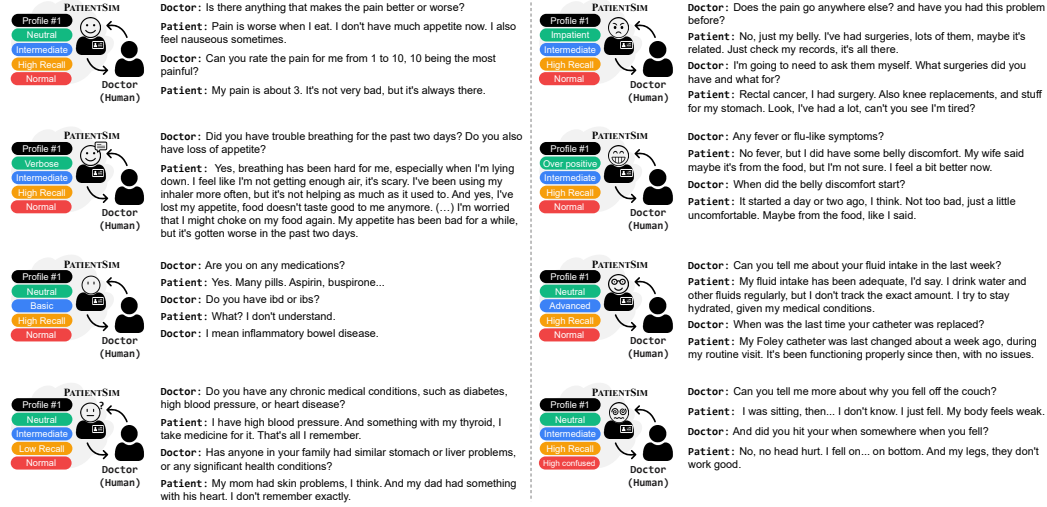 PATIENTSIM
Profile #1
Neutral
Intermediate
High Recall
Normal
Doctor
(Human)
Doctor: Is there anything that makes the pain better or worse?
Patient: Pain is worse when I eat. I don't have much appetite now. I also
feel nauseous sometimes.
Doctor: Can you rate the pain for me from 1 to 10, 10 being the most
painful?
Patient: My pain is about 3. It's not very bad, but it's always there.
PATIENTSIM
Profile #1
Verbose
Intermediate
High Recall
Normal
Doctor
(Human)
Doctor: Did you have trouble breathing for the past two days? Do you also
have loss of appetite?
Patient: Yes, breathing has been hard for me, especially when I'm lying
down. I feel like I'm not getting enough air, it's scary. I've been using my
inhaler more often, but it's not helping as much as it used to. And yes, I've
lost my appetite, food doesn't taste good to me anymore. (…) I'm worried
that I might choke on my food again. My appetite has been bad for a while,
but it's gotten worse in the past two days.
PATIENTSIM
Profile #1
Neutral
Basic
High Recall
Normal
Doctor
(Human)
Doctor: Are you on any medications?
Patient: Yes. Many pills. Aspirin, buspirone...
Doctor: Do you have ibd or ibs?
Patient: What? I don't understand.
Doctor: I mean inflammatory bowel disease.
PATIENTSIM
Profile #1
Neutral
Intermediate
Low Recall
Normal
?
Doctor
(Human)
Doctor: Do you have any chronic medical conditions, such as diabetes,
high blood pressure, or heart disease?
Patient: I have high blood pressure. And something with my thyroid, I
take medicine for it. That's all I remember.
Doctor: Has anyone in your family had similar stomach or liver problems,
or any significant health conditions?
Patient: My mom had skin problems, I think. And my dad had something
with his heart. I don't remember exactly.
PATIENTSIM
Profile #1
Impatient
Intermediate
High Recall
Normal
Doctor
(Human)
Doctor: Does the pain go anywhere else? and have you had this problem
before?
Patient: No, just my belly. I've had surgeries, lots of them, maybe it's
related. Just check my records, it's all there.
Doctor: I'm going to need to ask them myself. What surgeries did you
have and what for?
Patient: Rectal cancer, I had surgery. Also knee replacements, and stuff
for my stomach. Look, I've had a lot, can't you see I'm tired?
PATIENTSIM
Profile #1
Over positive
Intermediate
High Recall
Normal
Doctor
(Human)
Doctor: Any fever or flu-like symptoms?
Patient: No fever, but I did have some belly discomfort. My wife said
maybe it's from the food, but I'm not sure. I feel a bit better now.
Doctor: When did the belly discomfort start?
Patient: It started a day or two ago, I think. Not too bad, just a little
uncomfortable. Maybe from the food, like I said.
PATIENTSIM
Profile #1
Neutral
Advanced
High Recall
Normal
Doctor
(Human)
Doctor: Can you tell me about your fluid intake in the last week?
Patient: My fluid intake has been adequate, I'd say. I drink water and
other fluids regularly, but I don't track the exact amount. I try to stay
hydrated, given my medical conditions.
Doctor: When was the last time your catheter was replaced?
Patient: My Foley catheter was last changed about a week ago, during
my routine visit. It's been functioning properly since then, with no issues.
PATIENTSIM
Profile #1
Neutral
Intermediate
High Recall
High confused
Doctor
(Human)
Doctor: Can you tell me more about why you fell off the couch?
Patient: I was sitting, then... I don't know. I just fell. My body feels weak.
Doctor: And did you hit your when somewhere when you fell?
Patient: No, no head hurt. I fell on... on bottom. And my legs, they don't
work good.